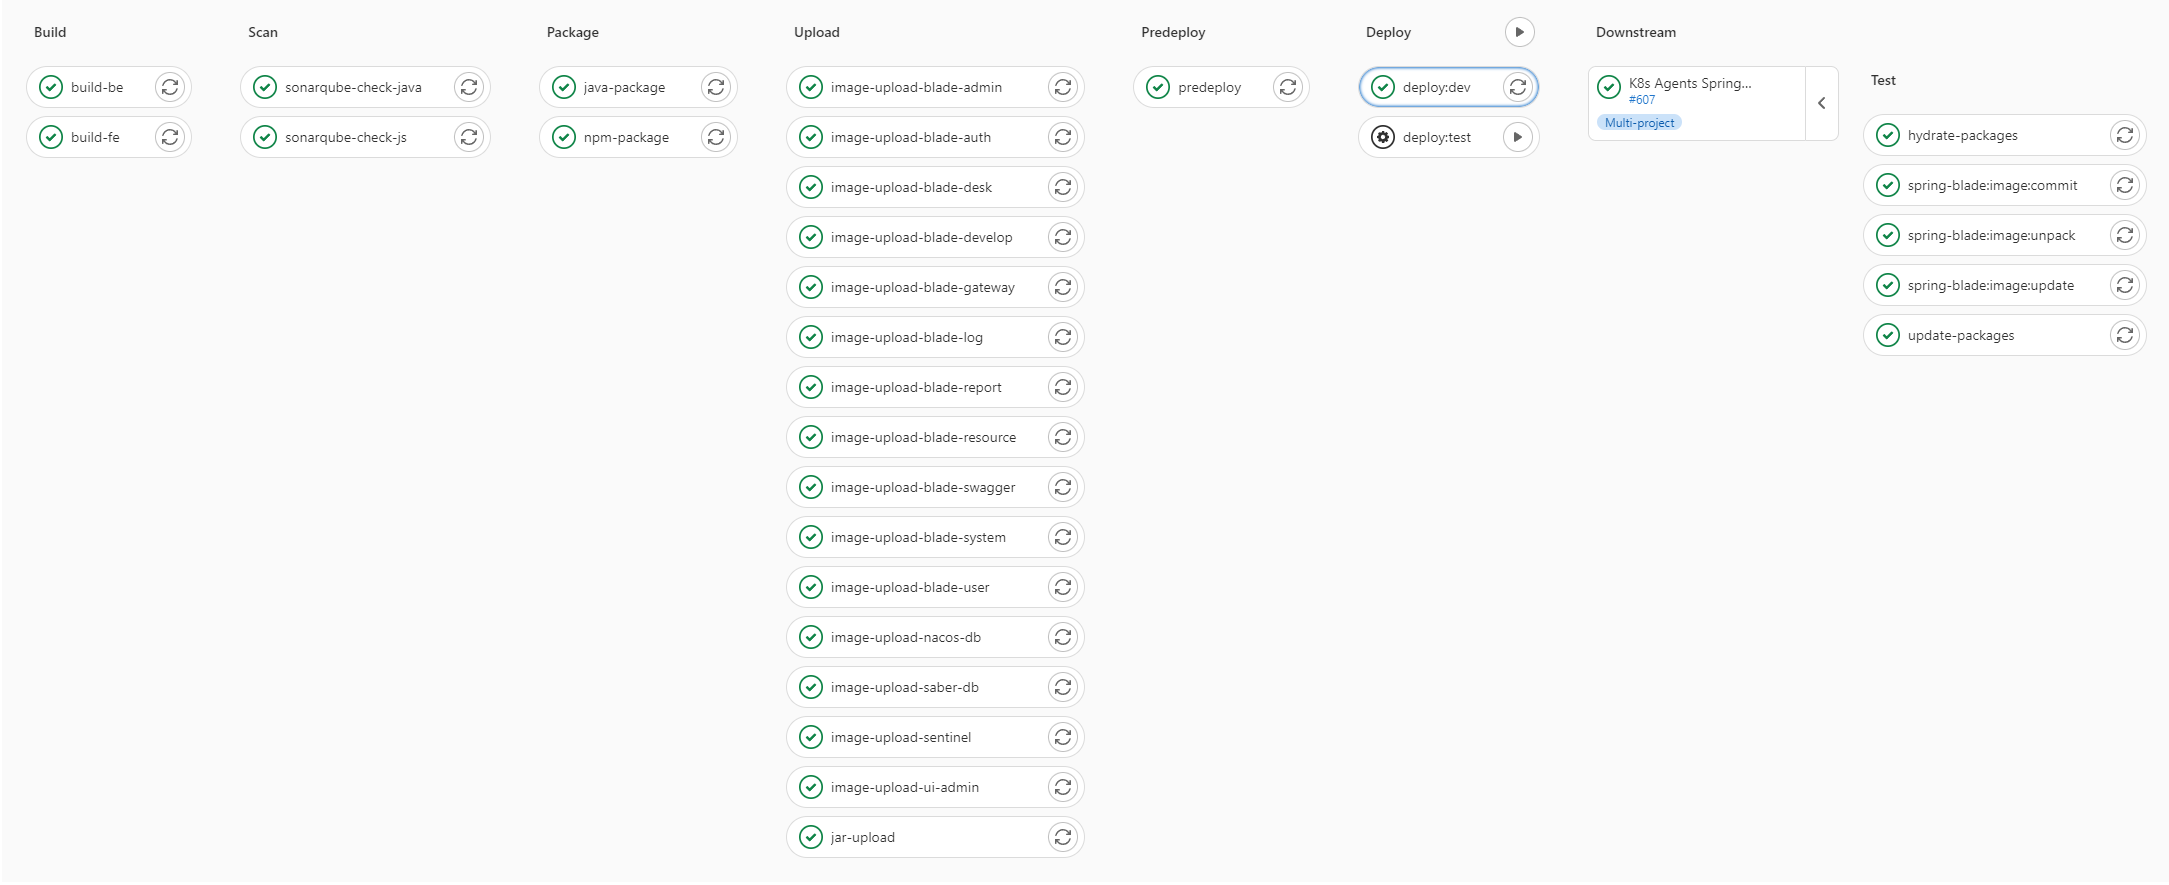 Build
build-be
build-fe
Scan
sonarqube-check-java
sonarqube-check-js
Package
java-package
npm-package
Upload
image-upload-blade-admin
image-upload-blade-auth
image-upload-blade-desk
image-upload-blade-develop
image-upload-blade-gateway
image-upload-blade-log
image-upload-blade-report
image-upload-blade-resource
image-upload-blade-swagger
image-upload-blade-system
image-upload-blade-user
image-upload-nacos-db
image-upload-saber-db
image-upload-sentinel
image-upload-ui-admin
jar-upload
Predeploy
predeploy
Deploy
deploy:dev
deploy:test
Downstream
K8s Agents Spring...
#607
Multi-project
Test
hydrate-packages
spring-blade:image:commit
spring-blade:image:unpack
spring-blade:image:update
update-packages